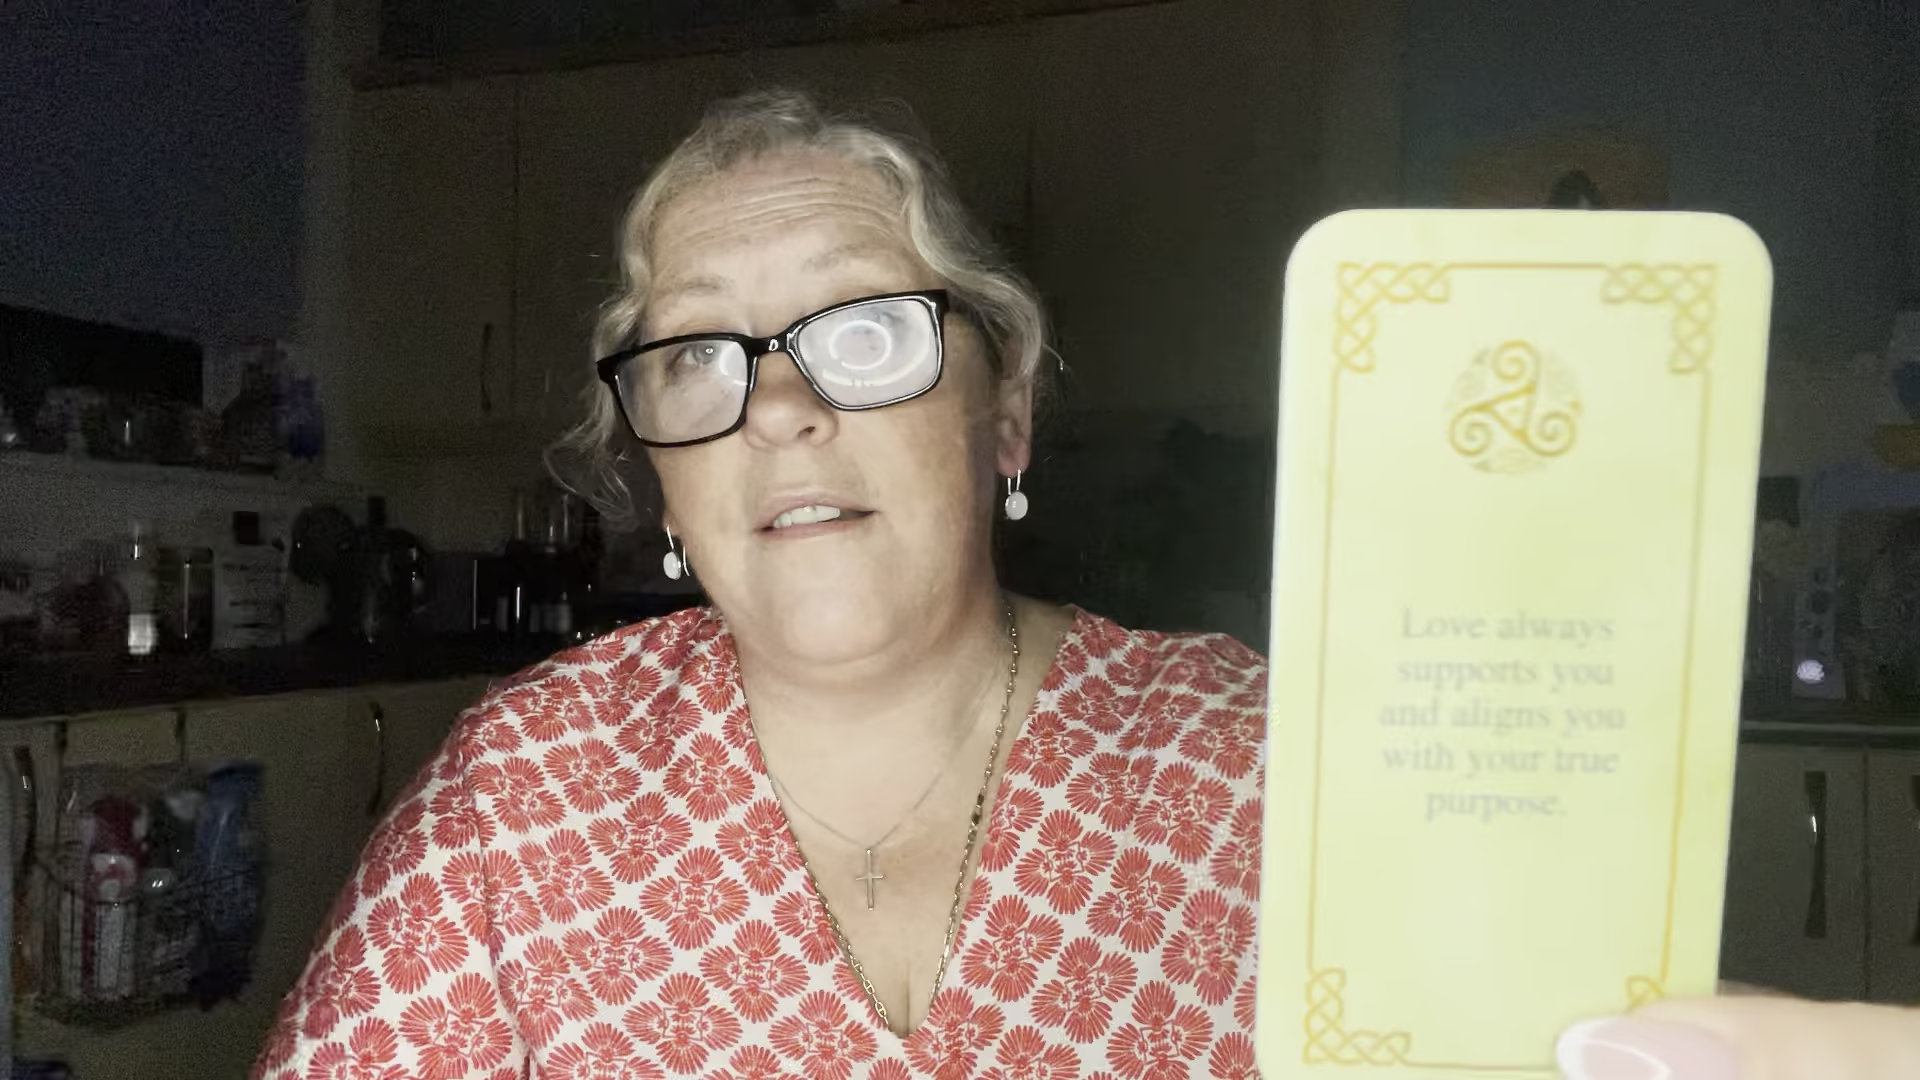 Love always
supports you
and aligns you
with your true
purpose.